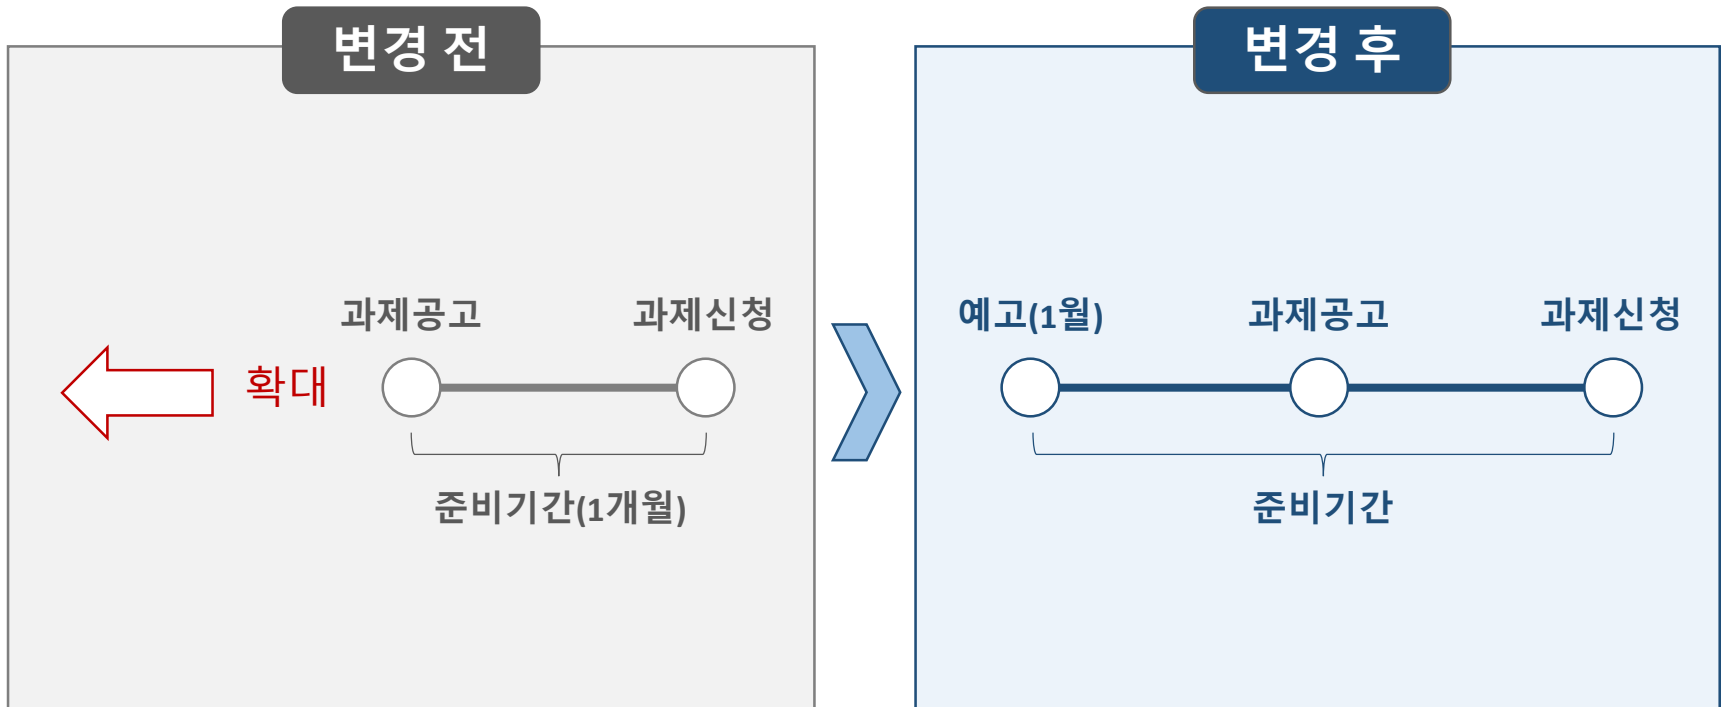 변경 전
과제공고
과제신청
확대
준비기간(1개월)
변경 후
예고(1월)
과제공고
과제신청
준비기간